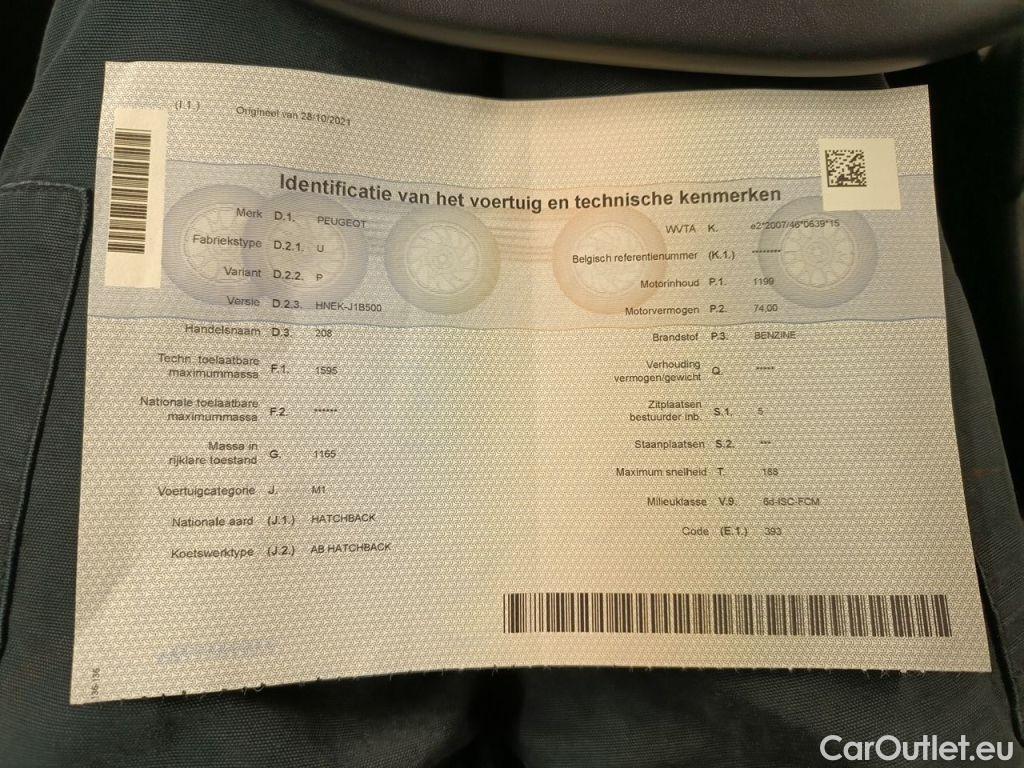 (I.1.) Origineel van 28/10/2021
Identificatie van het voertuig en technische kenmerken
Merk D.1. PEUGEOT
Fabriekstype D.2.1. U
Variant D.2.2. P
Versie D.2.3. HNEK-J1B500
Handelsnaam D.3. 208
Techn. toelaatbare
maximummassa F.1. 1595
Nationale toelaatbare
maximummassa F.2. ******
Massa in
rijklare toestand G. 1165
Voertuigcategorie J. M1
Nationale aard (J.1.) HATCHBACK
Koetswerktype (J.2.) AB HATCHBACK
WVTA K. e2*2007/46*0639*15
Belgisch referentienummer (K.1.) ********
Motorinhoud P.1. 1199
Motorvermogen P.2. 74,00
Brandstof P.3. BENZINE
Verhouding
vermogen/gewicht Q. *****
Zitplaatsen
bestuurder inb. S.1. 5
Staanplaatsen S.2. ***
Maximum snelheid T. 188
Milieuklasse V.9. 6d-ISC-FCM
Code (E.1.) 393
136-136
CarOutlet.eu